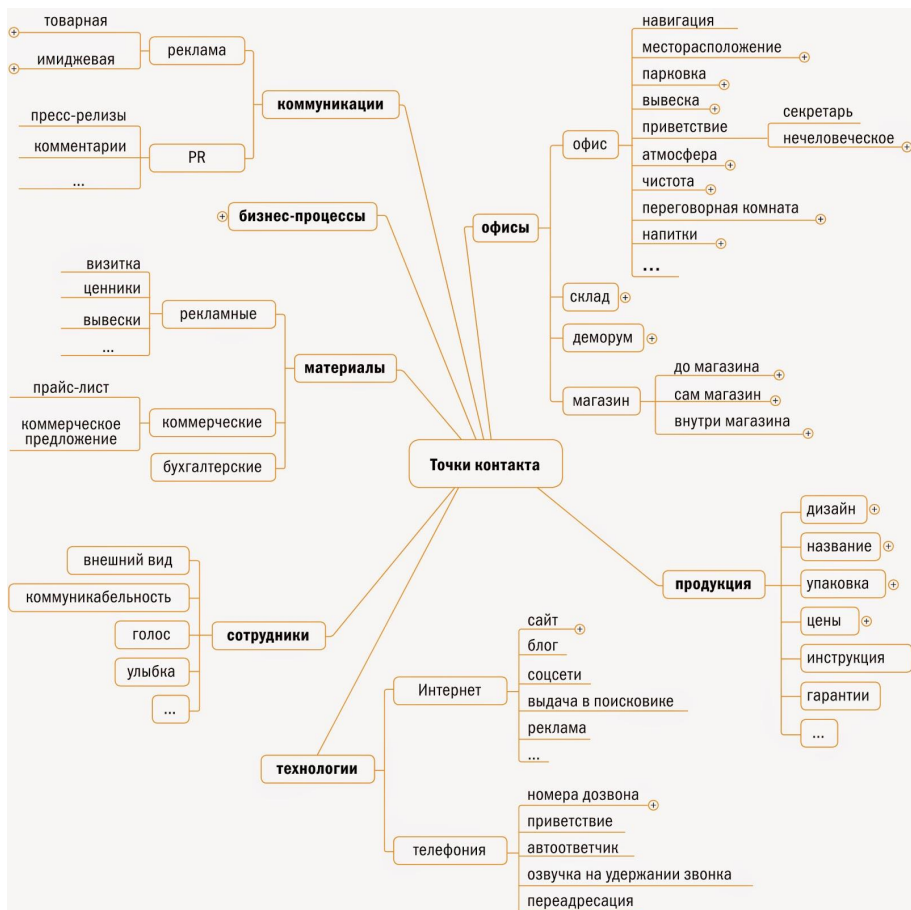 товарная
имиджевая
реклама
коммуникации
пресс-релизы
комментарии
...
PR
бизнес-процессы
визитка
ценники
вывески
...
рекламные
материалы
прайс-лист
коммерческое
предложение
коммерческие
бухгалтерские
Точки контакта
внешний вид
коммуникабельность
голос
улыбка
...
сотрудники
технологии
Интернет
сайт
блог
соцсети
выдача в поисковике
реклама
...
телефония
номера дозвона
приветствие
автоответчик
озвучка на удержании звонка
переадресация
офисы
офис
навигация
месторасположение
парковка
вывеска
приветствие
секретарь
нечеловеческое
атмосфера
чистота
переговорная комната
напитки
...
склад
деморум
магазин
до магазина
сам магазин
внутри магазина
продукция
дизайн
название
упаковка
цены
инструкция
гарантии
...